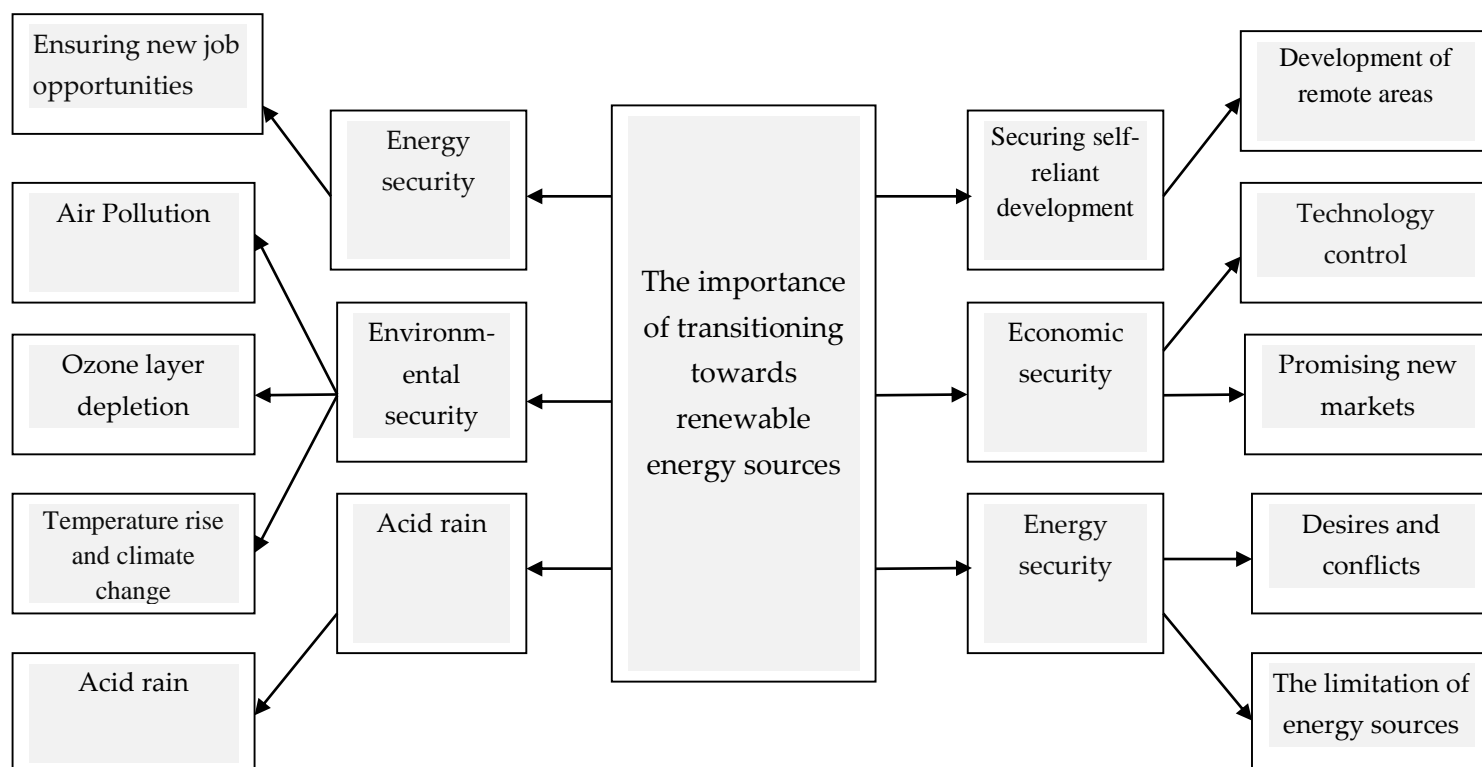 Ensuring new job
opportunities
Energy
security
Air Pollution
Environm-
ental
security
Ozone layer
depletion
Temperature rise
and climate
change
Acid rain
Acid rain
The importance
of transitioning
towards
renewable
energy sources
Securing self-
reliant
development
Development of
remote areas
Economic
security
Technology
control
Promising new
markets
Energy
security
Desires and
conflicts
The limitation of
energy sources